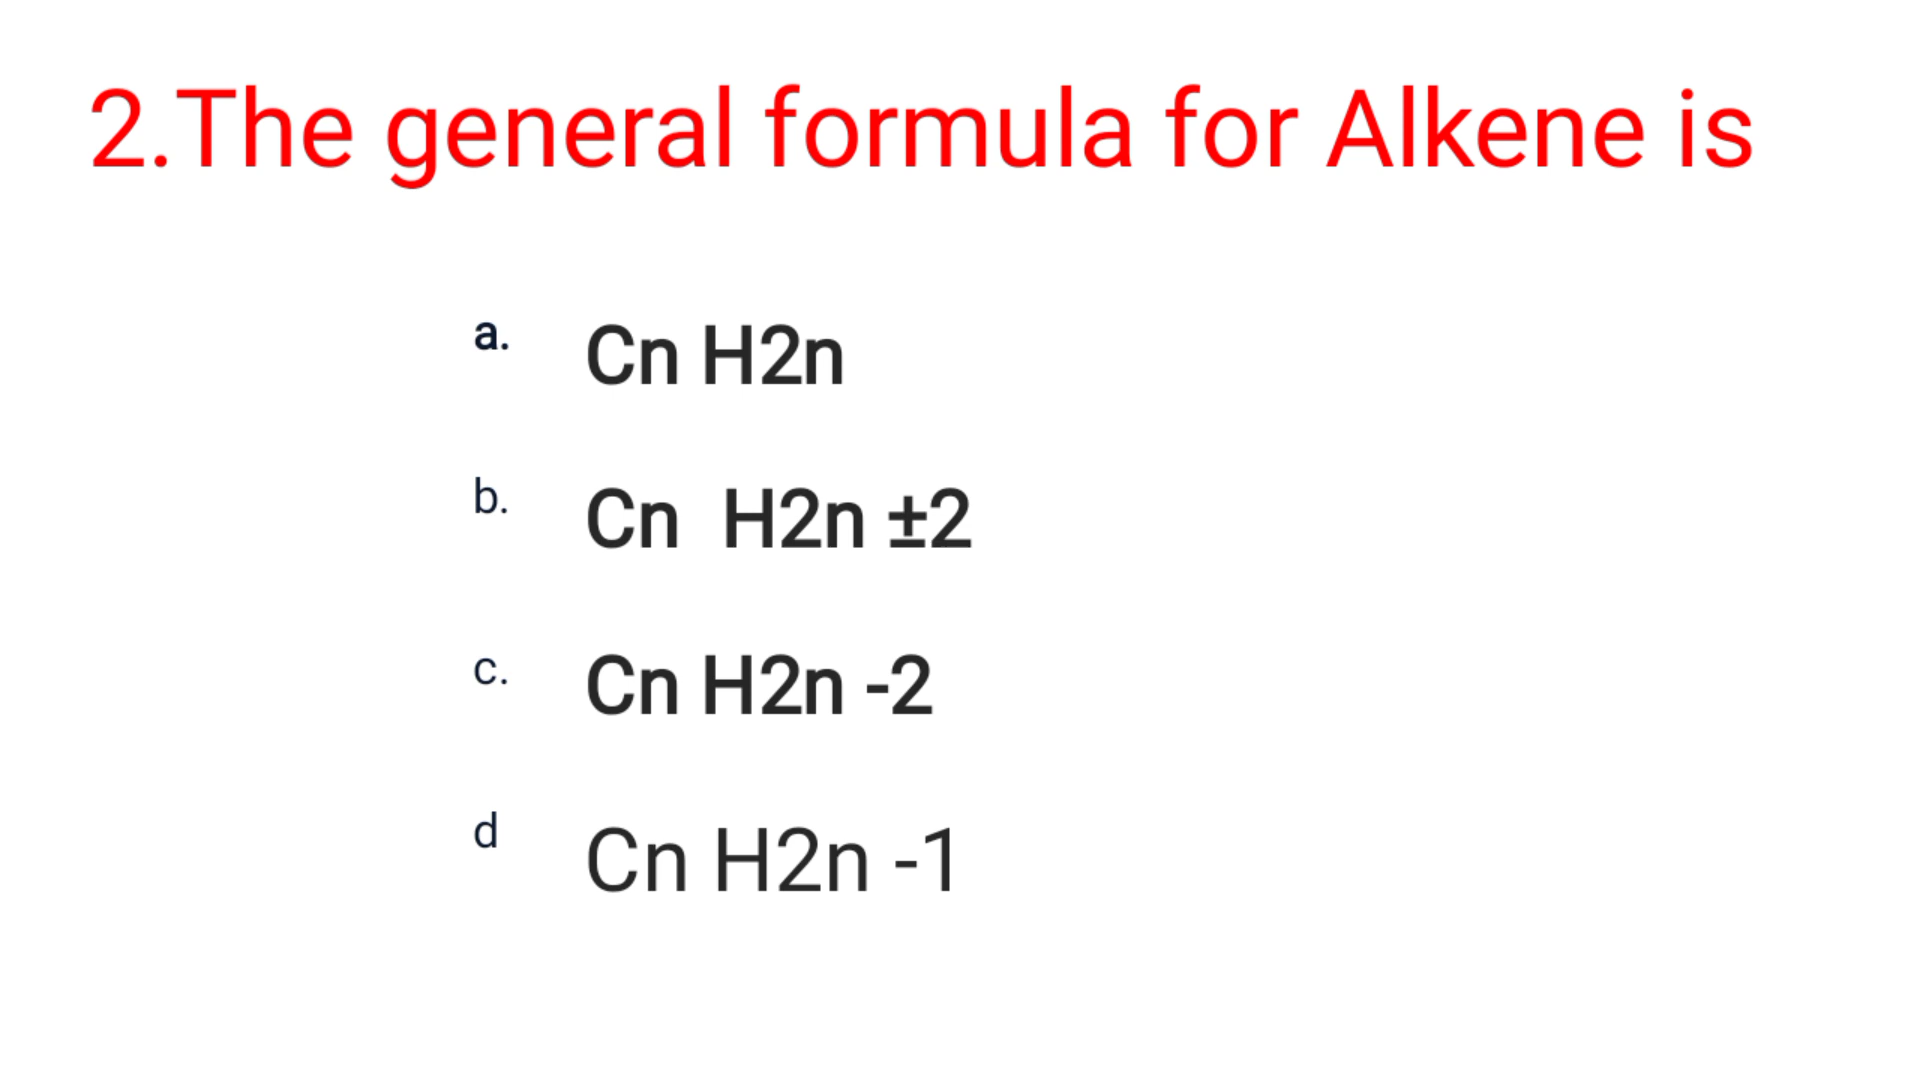 2.The general formula for Alkene is
a. Cn H2n
b. Cn  H2n ±2
c. Cn H2n -2
d Cn H2n -1